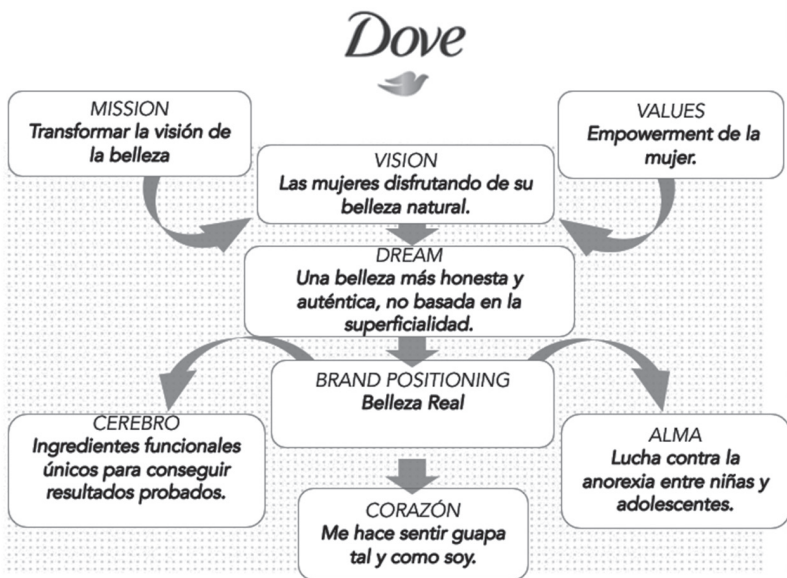 Dove
MISSION
Transformar la visión de
la belleza
VALUES
Empowerment de la
mujer.
VISION
Las mujeres disfrutando de su
belleza natural.
DREAM
Una belleza más honesta y
auténtica, no basada en la
superficialidad.
BRAND POSITIONING
Belleza Real
CEREBRO
Ingredientes funcionales
únicos para conseguir
resultados probados.
ALMA
Lucha contra la
anorexia entre niñas y
adolescentes.
CORAZÓN
Me hace sentir guapa
tal y como soy.